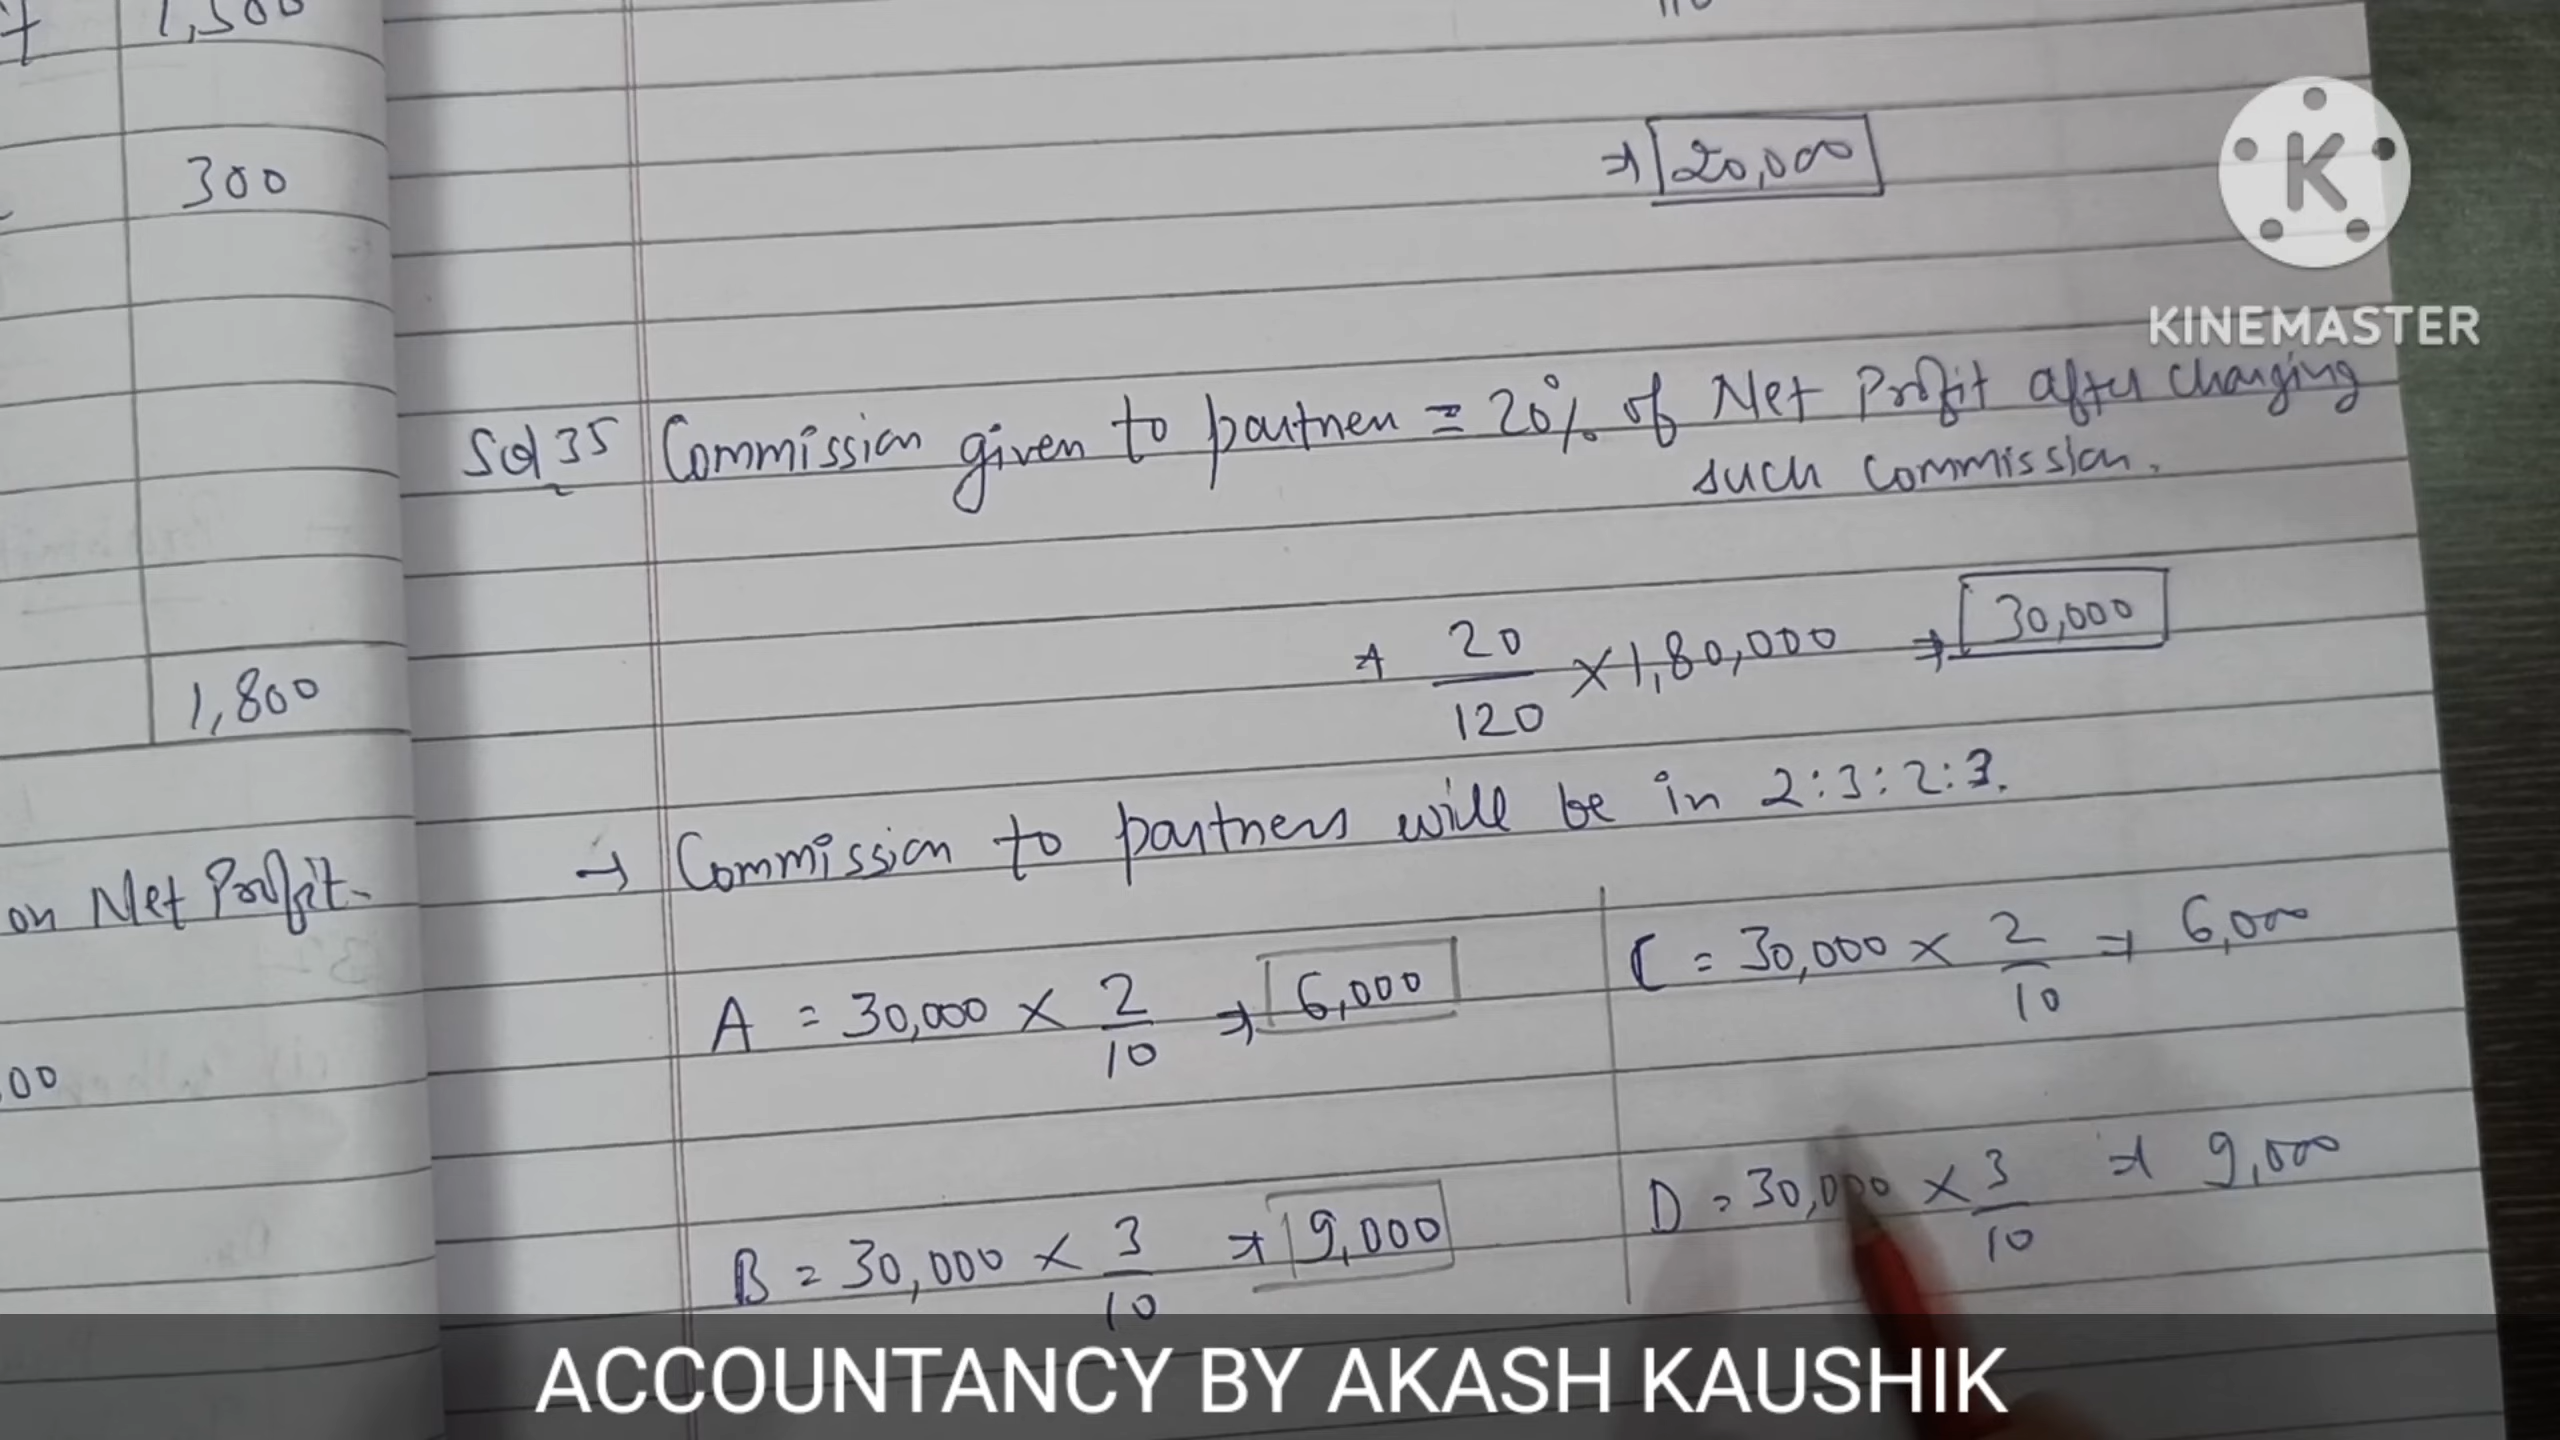 1,500
300
1,800
on Net Profit-
00
⇒ 20,000
Sol 35 Commission given to partner = 20% of Net Profit after charging
such commission.
⇒ 20/120 × 1,80,000 ⇒ 30,000
→ Commission to partners will be in 2:3:2:3.
A = 30,000 × 2/10 ⇒ 6,000
B = 30,000 × 3/10 ⇒ 9,000
C = 30,000 × 2/10 ⇒ 6,000
D = 30,000 × 3/10 ⇒ 9,000
K
KINEMASTER
ACCOUNTANCY BY AKASH KAUSHIK